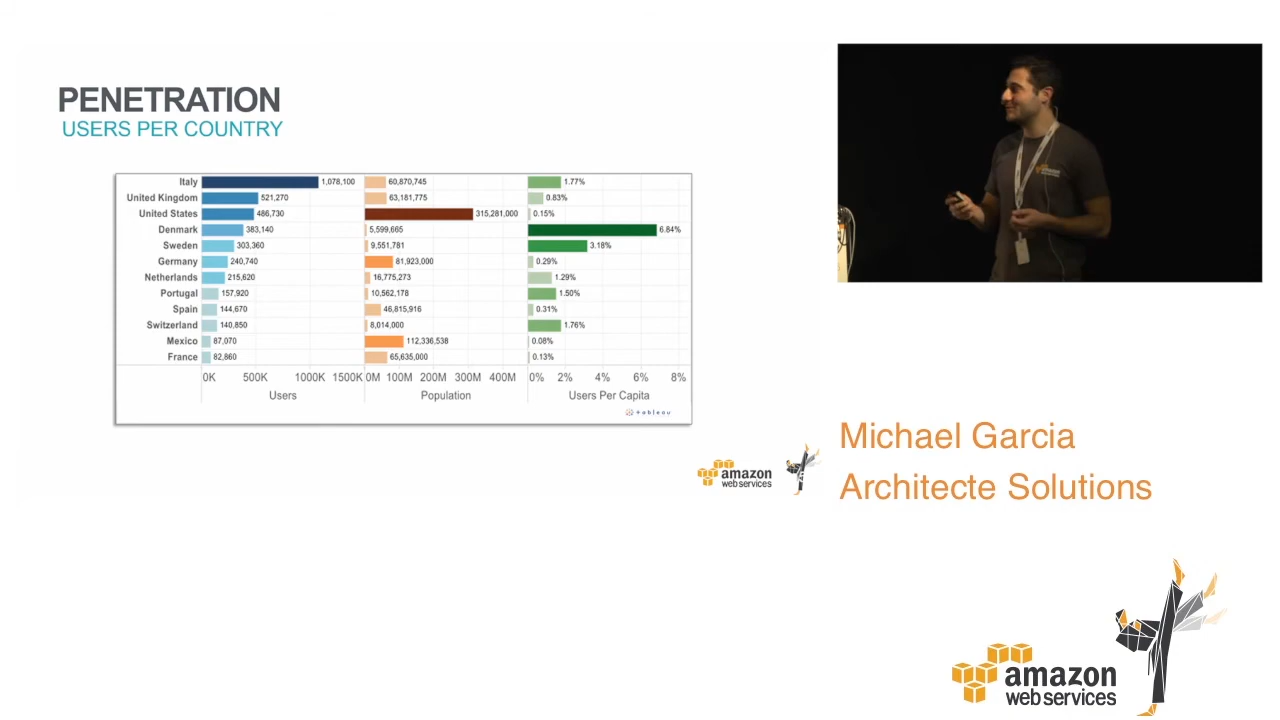 PENETRATION
USERS PER COUNTRY
Italy 1,078,100 60,870,745 1.77%
United Kingdom 521,270 63,181,775 0.83%
United States 486,730 315,281,000 0.15%
Denmark 383,140 5,599,665 6.84%
Sweden 303,360 9,551,781 3.18%
Germany 240,740 81,923,000 0.29%
Netherlands 215,620 16,775,273 1.29%
Portugal 157,920 10,562,178 1.50%
Spain 144,670 46,815,916 0.31%
Switzerland 140,850 8,014,000 1.76%
Mexico 87,070 112,336,538 0.08%
France 82,860 65,635,000 0.13%
0K 500K 1000K 1500K 0M 100M 200M 300M 400M 0% 2% 4% 6% 8%
Users Population Users Per Capita
+ableau
amazon
web services
Michael Garcia
Architecte Solutions
amazon
web services